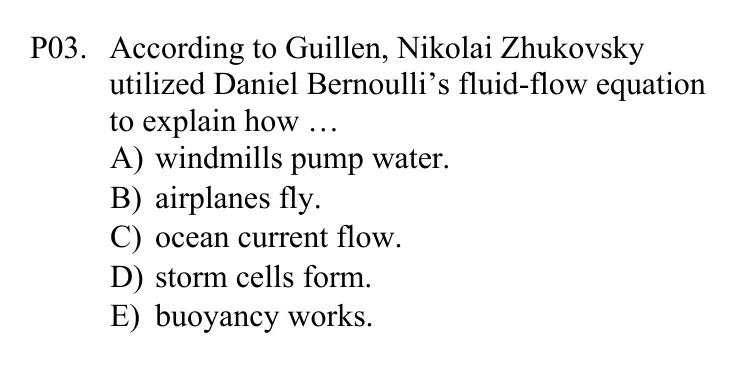 P03. According to Guillen, Nikolai Zhukovsky
utilized Daniel Bernoulli’s fluid-flow equation
to explain how …
A) windmills pump water.
B) airplanes fly.
C) ocean current flow.
D) storm cells form.
E) buoyancy works.